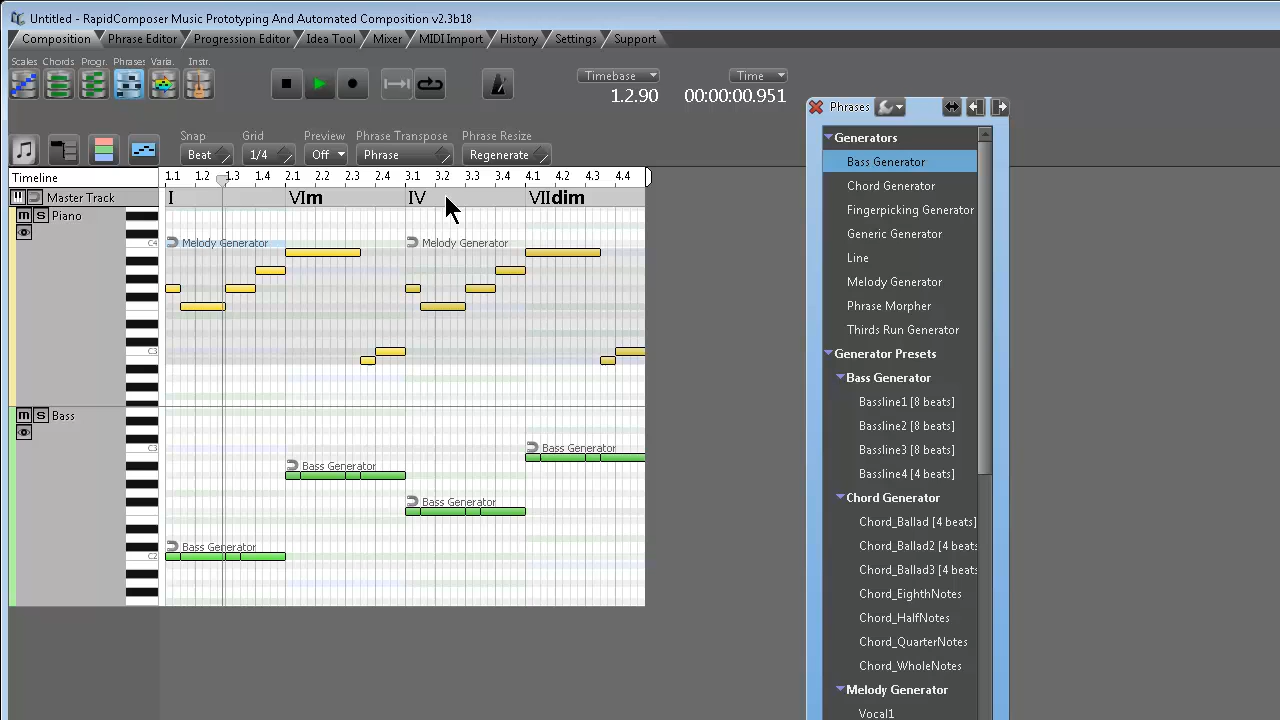 Untitled - RapidComposer Music Prototyping And Automated Composition v2.3b18
Composition Phrase Editor Progression Editor Idea Tool Mixer MIDI Import History Settings Support
Scales Chords Progr. Phrases Varia. Instr.
Timebase Time
1.2.90 00:00:00.951
Phrases
Snap Grid Preview Phrase Transpose Phrase Resize
Beat 1/4 Off Phrase Regenerate
Timeline 1.1 1.2 1.3 1.4 2.1 2.2 2.3 2.4 3.1 3.2 3.3 3.4 4.1 4.2 4.3 4.4
Master Track I VIm IV VIIdim
m S Piano
C4 Melody Generator Melody Generator
C3
m S Bass
C3 Bass Generator
Bass Generator
Bass Generator
Bass Generator
C2
Generators
Bass Generator
Chord Generator
Fingerpicking Generator
Generic Generator
Line
Melody Generator
Phrase Morpher
Thirds Run Generator
Generator Presets
Bass Generator
Bassline1 [8 beats]
Bassline2 [8 beats]
Bassline3 [8 beats]
Bassline4 [4 beats]
Chord Generator
Chord_Ballad [4 beats]
Chord_Ballad2 [4 beats
Chord_Ballad3 [4 beats
Chord_EighthNotes
Chord_HalfNotes
Chord_QuarterNotes
Chord_WholeNotes
Melody Generator
Vocal1